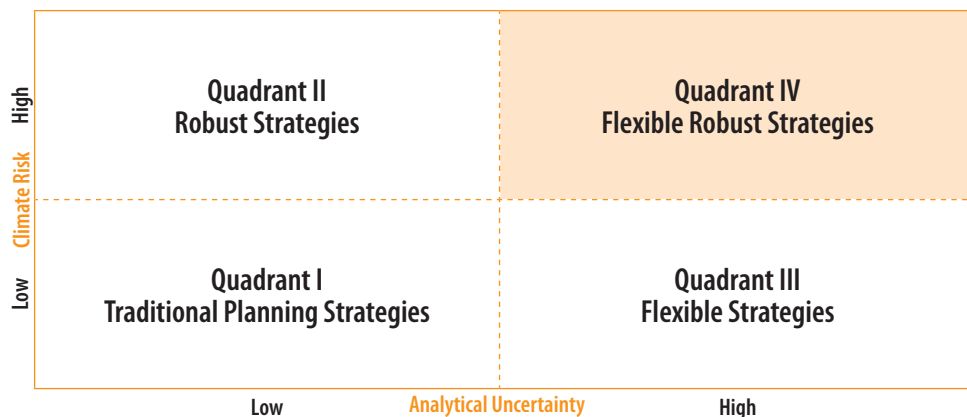 High
Climate Risk
Low
Quadrant II
Robust Strategies
Quadrant IV
Flexible Robust Strategies
Quadrant I
Traditional Planning Strategies
Quadrant III
Flexible Strategies
Low
Analytical Uncertainty
High